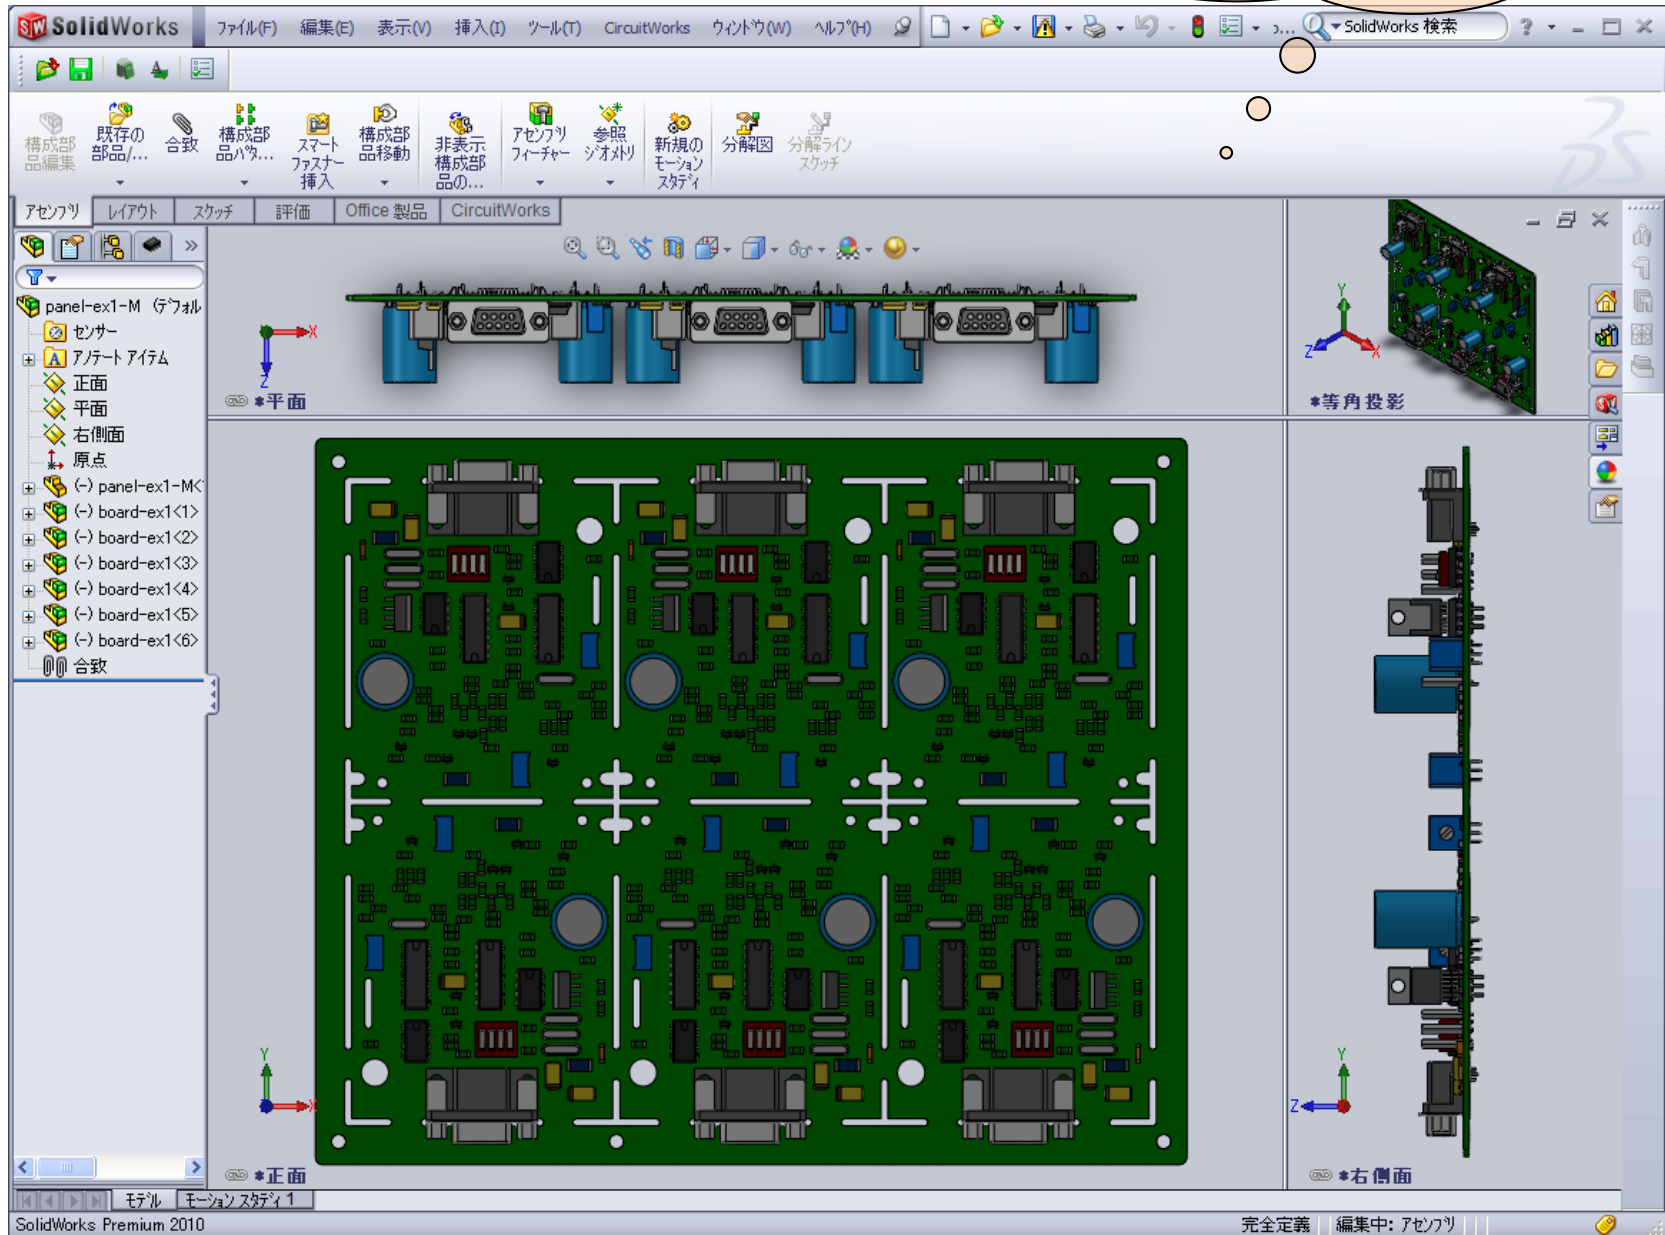 SolidWorks ファイル(F) 編集(E) 表示(V) 挿入(I) ツール(T) CircuitWorks ウィンドウ(W) ヘルプ(H) ... SolidWorks 検索 ?
構成部品編集
既存の部品/...
合致
構成部品パタ...
スマート ファスナー 挿入
構成部品移動
非表示構成部品の...
アセンブリ フィーチャー
参照 ジオメトリ
新規のモーション スタディ
分解図
分解ライン スケッチ
アセンブリ レイアウト スケッチ 評価 Office 製品 CircuitWorks
panel-ex1-M (デフォル
センサー
アノテート アイテム
正面
平面
右側面
原点
(-) panel-ex1-M<
(-) board-ex1<1>
(-) board-ex1<2>
(-) board-ex1<3>
(-) board-ex1<4>
(-) board-ex1<5>
(-) board-ex1<6>
合致
X
Z
*平面
Y
Z
X
*等角投影
Y
X
*正面
Y
Z
*右側面
モデル モーション スタディ 1
SolidWorks Premium 2010 完全定義 編集中: アセンブリ